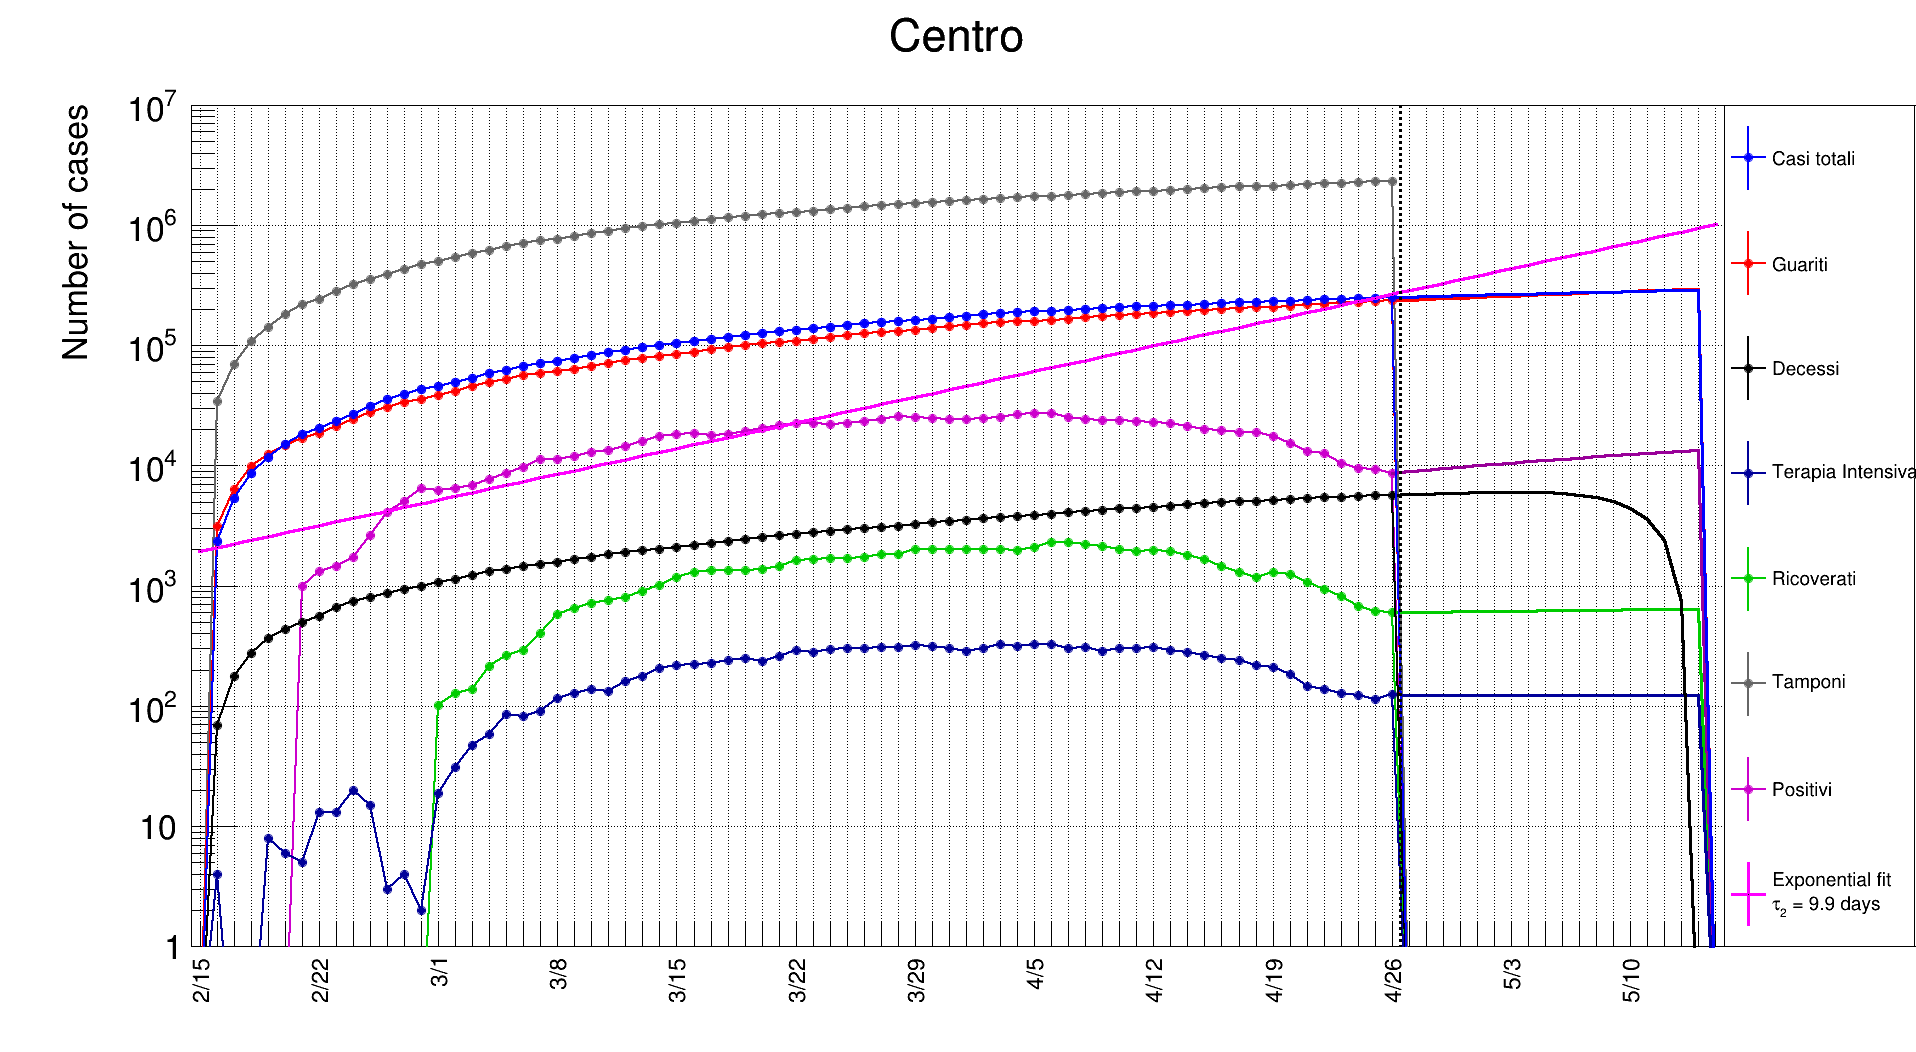 Centro
Number of cases
10^7
10^6
10^5
10^4
10^3
10^2
10
1
2/15
2/22
3/1
3/8
3/15
3/22
3/29
4/5
4/12
4/19
4/26
5/3
5/10
Casi totali
Guariti
Decessi
Terapia Intensiva
Ricoverati
Tamponi
Positivi
Exponential fit
τ₂ = 9.9 days